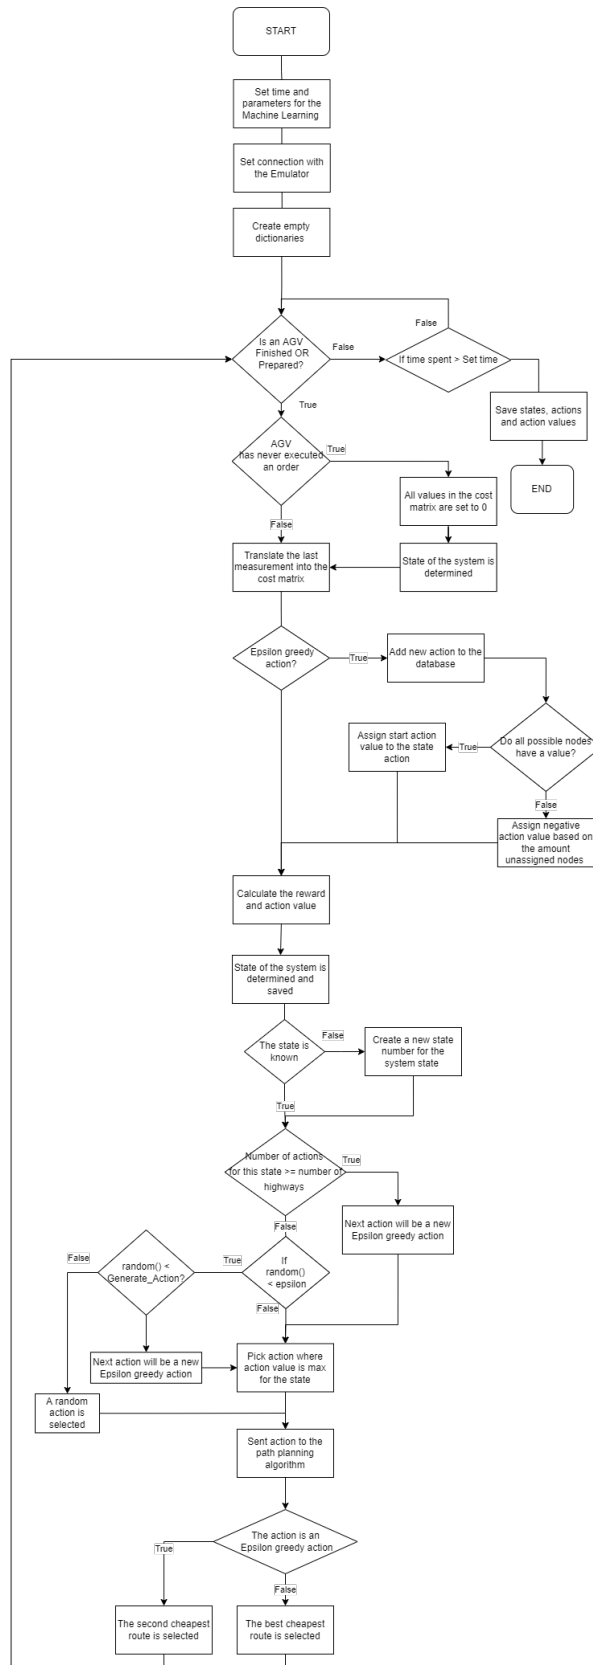 START
Set time and
parameters for the
Machine Learning
Set connection with
the Emulator
Create empty
dictionaries
False
Is an AGV
Finished OR
Prepared?
False
If time spent > Set time
True
Save states, actions
and action values
AGV
has never executed
an order
True
END
All values in the cost
matrix are set to 0
False
Translate the last
measurement into the
cost matrix
State of the system is
determined
Epsilon greedy
action?
True
Add new action to the
database
Assign start action
value to the state
action
True
Do all possible nodes
have a value?
False
Assign negative
action value based on
the amount
unassigned nodes
Calculate the reward
and action value
State of the system is
determined and
saved
The state is
known
False
Create a new state
number for the
system state
True
Number of actions
for this state >= number of
highways
True
Next action will be a new
Epsilon greedy action
False
If
random()
< epsilon
True
False
random() <
Generate_Action?
False
Next action will be a new
Epsilon greedy action
Pick action where
action value is max
for the state
A random
action is
selected
Sent action to the
path planning
algorithm
The action is an
Epsilon greedy action
True
False
The second cheapest
route is selected
The best cheapest
route is selected